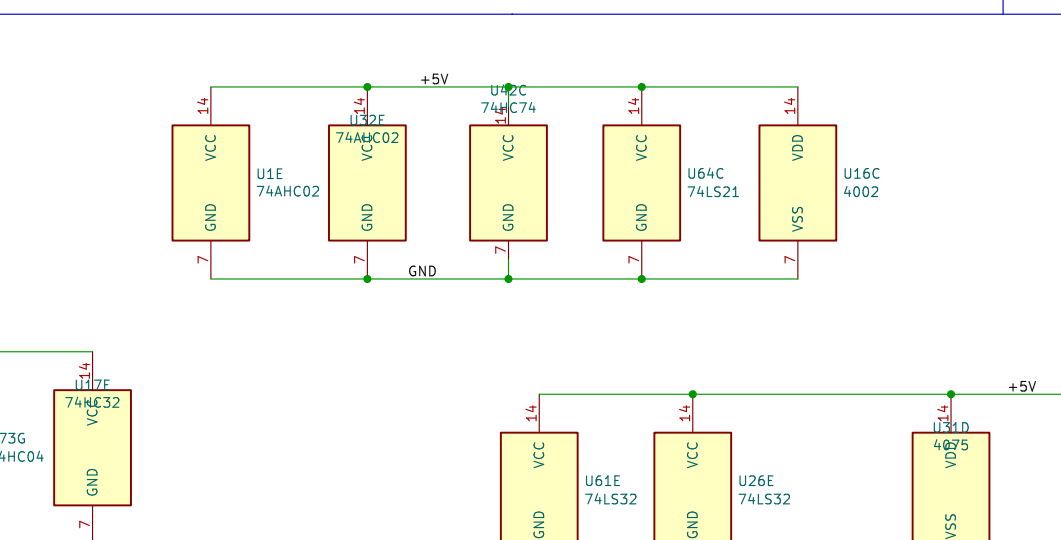 +5V
14
14
U42C
74HC74
14
14
14
U32E
74AHC02
VCC
VCC
VCC
VCC
VDD
U1E
74AHC02
U64C
74LS21
U16C
4002
GND
GND
GND
GND
VSS
7
7
7
7
7
GND
14
U17E
74HC32
VCC
73G
4HC04
GND
7
+5V
14
14
14
U31D
4075
VCC
VCC
VDD
U61E
74LS32
U26E
74LS32
GND
GND
VSS